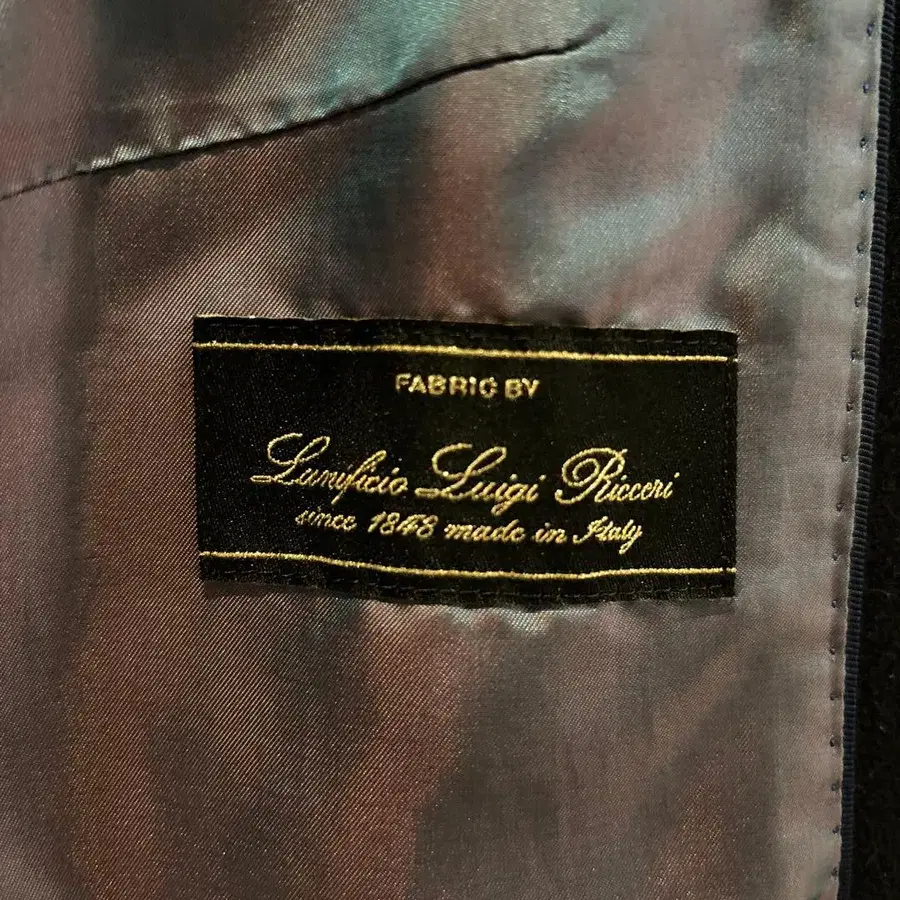 FABRIC BY
Lanificio Luigi Ricceri
since 1848 made in Italy